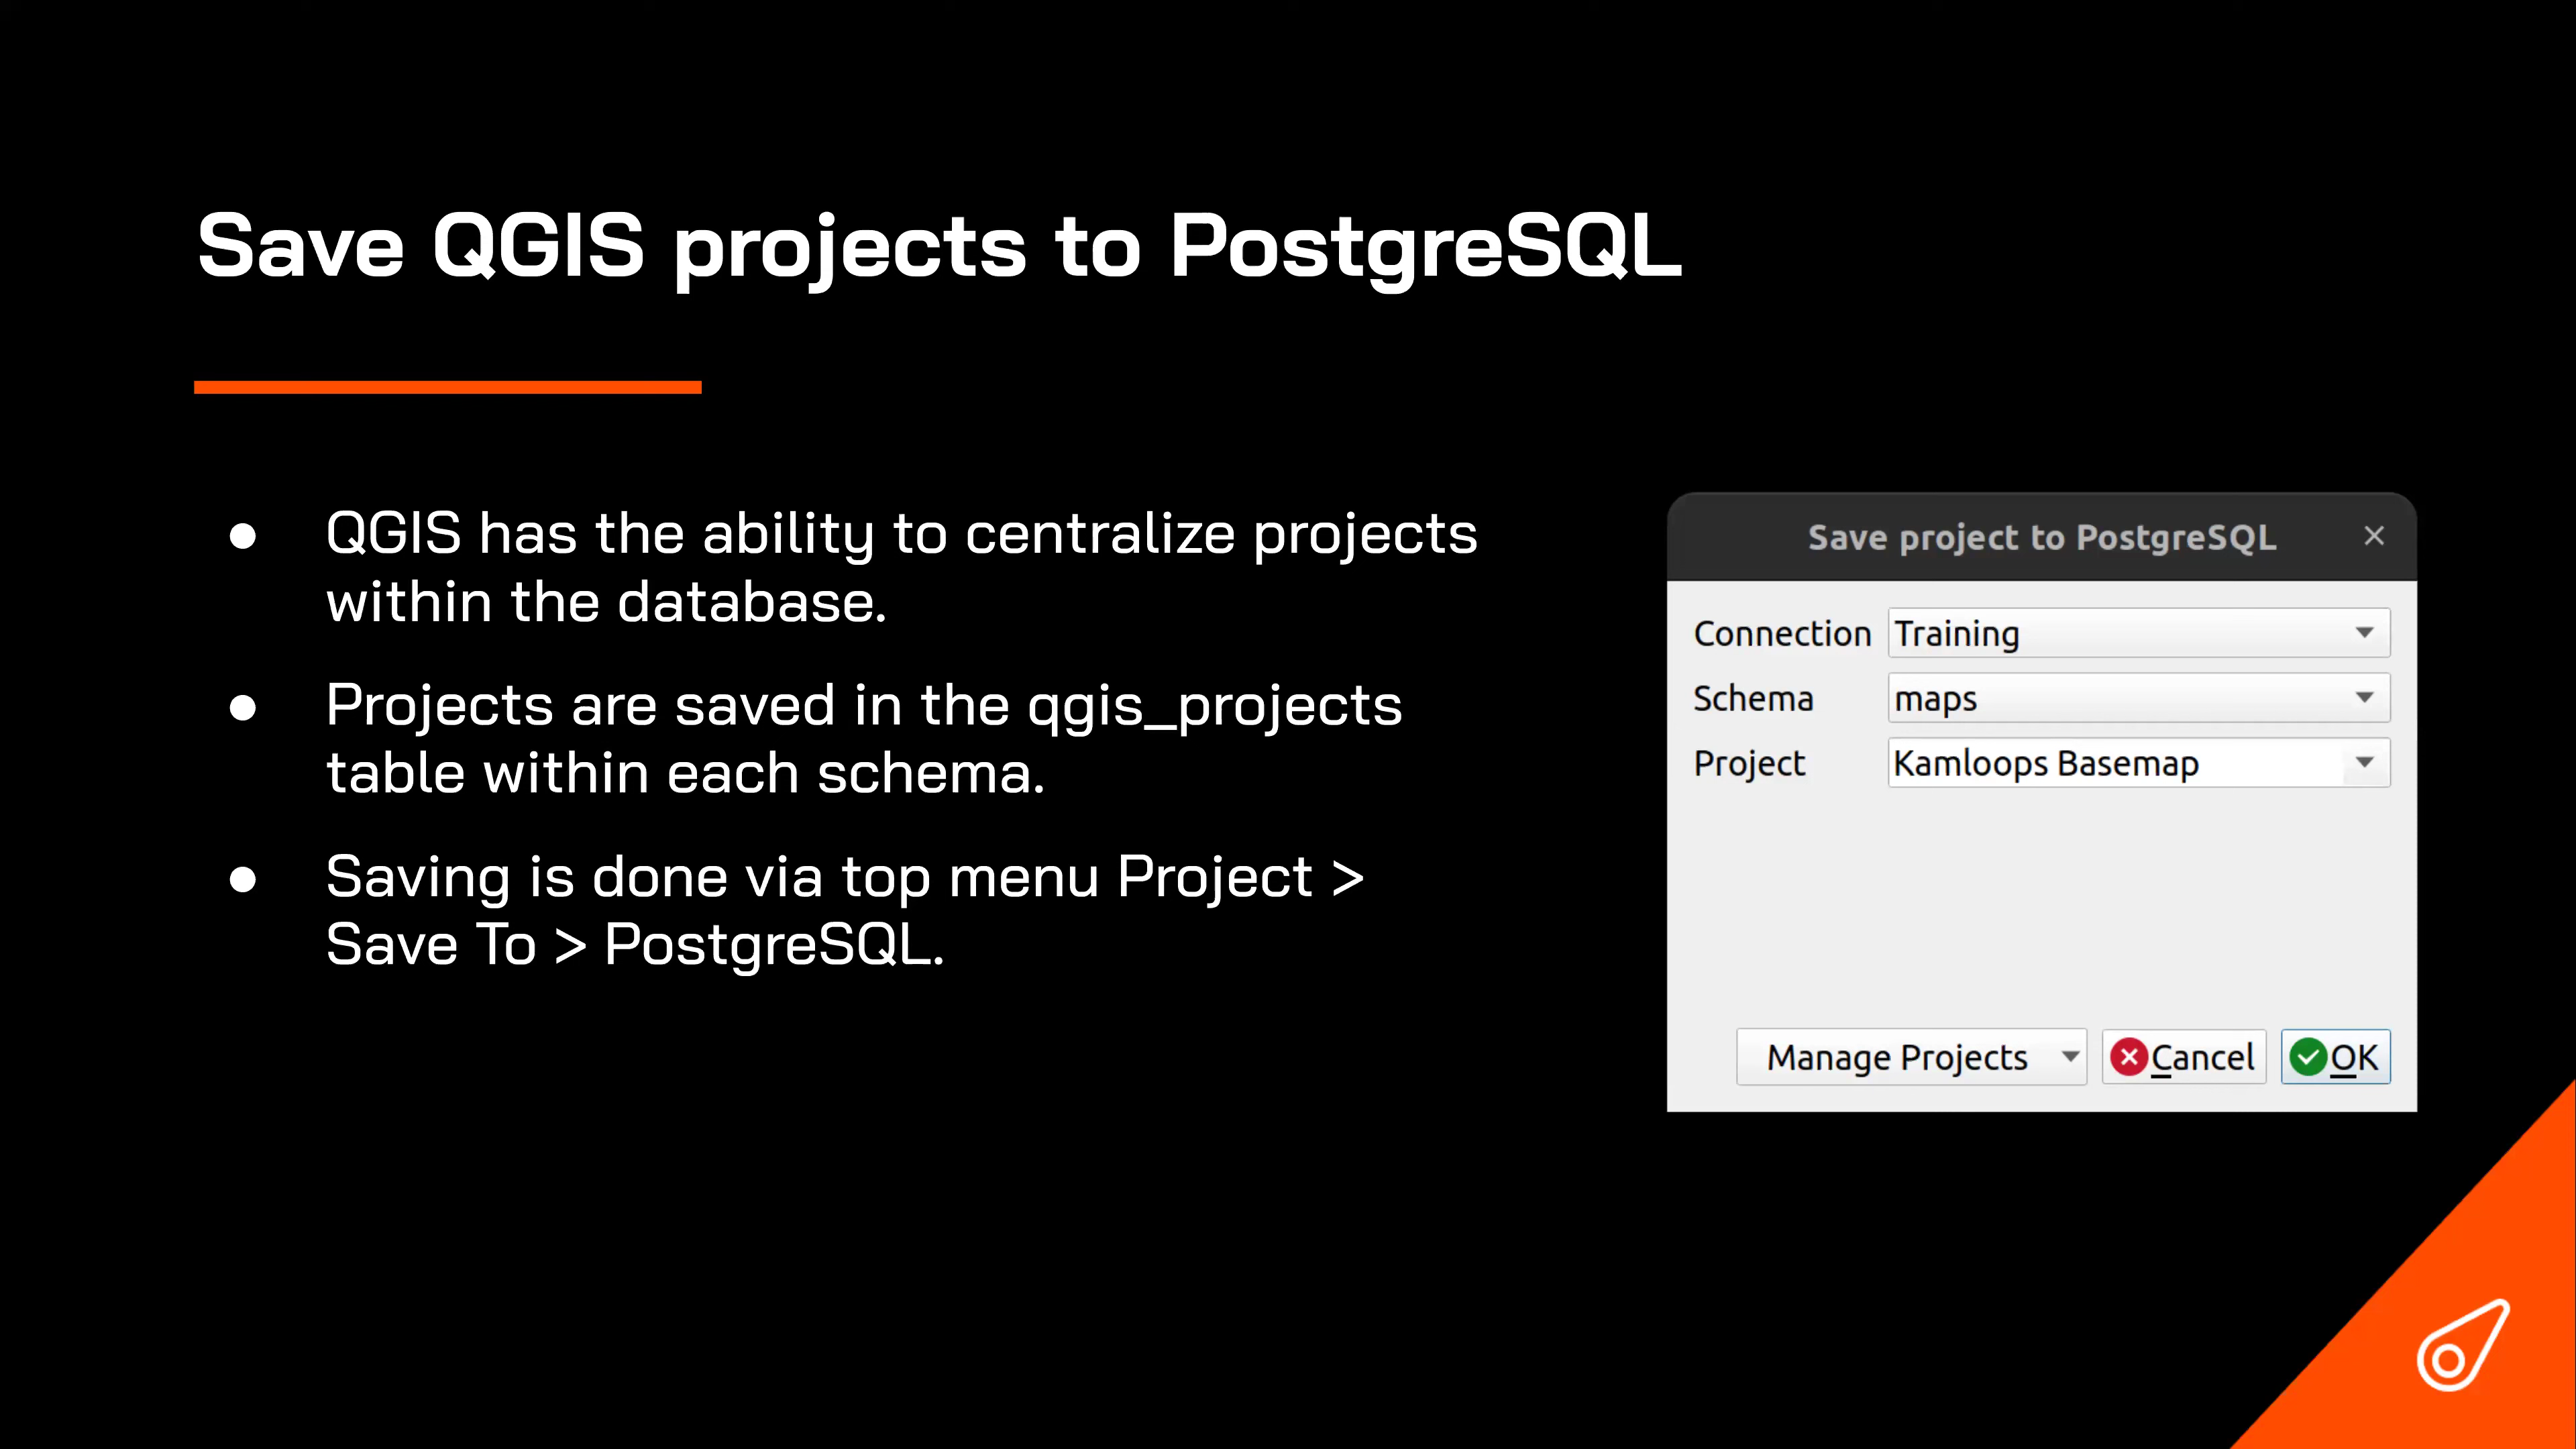 Save QGIS projects to PostgreSQL
● QGIS has the ability to centralize projects
within the database.
● Projects are saved in the qgis_projects
table within each schema.
● Saving is done via top menu Project >
Save To > PostgreSQL.
Save project to PostgreSQL
Connection Training
Schema maps
Project Kamloops Basemap
Manage Projects Cancel OK